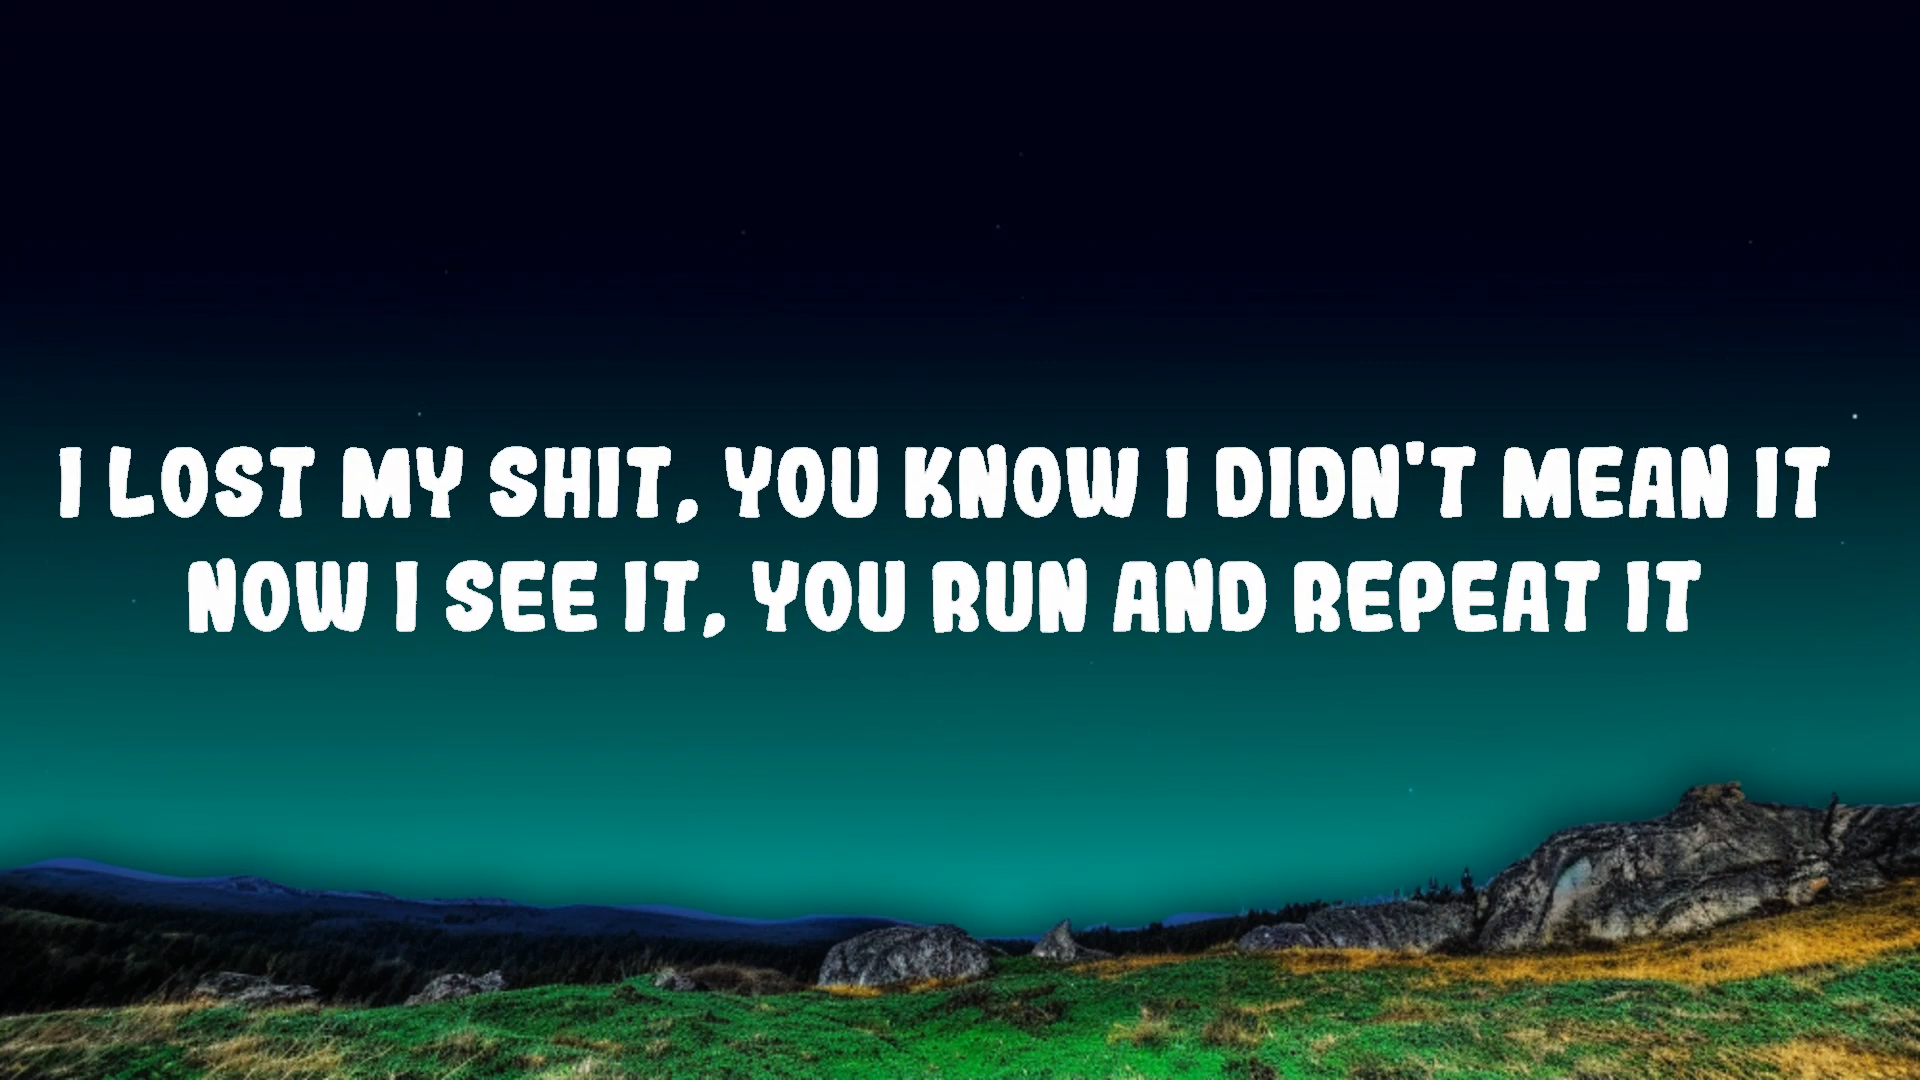 I LOST MY SHIT, YOU KNOW I DIDN'T MEAN IT
NOW I SEE IT, YOU RUN AND REPEAT IT